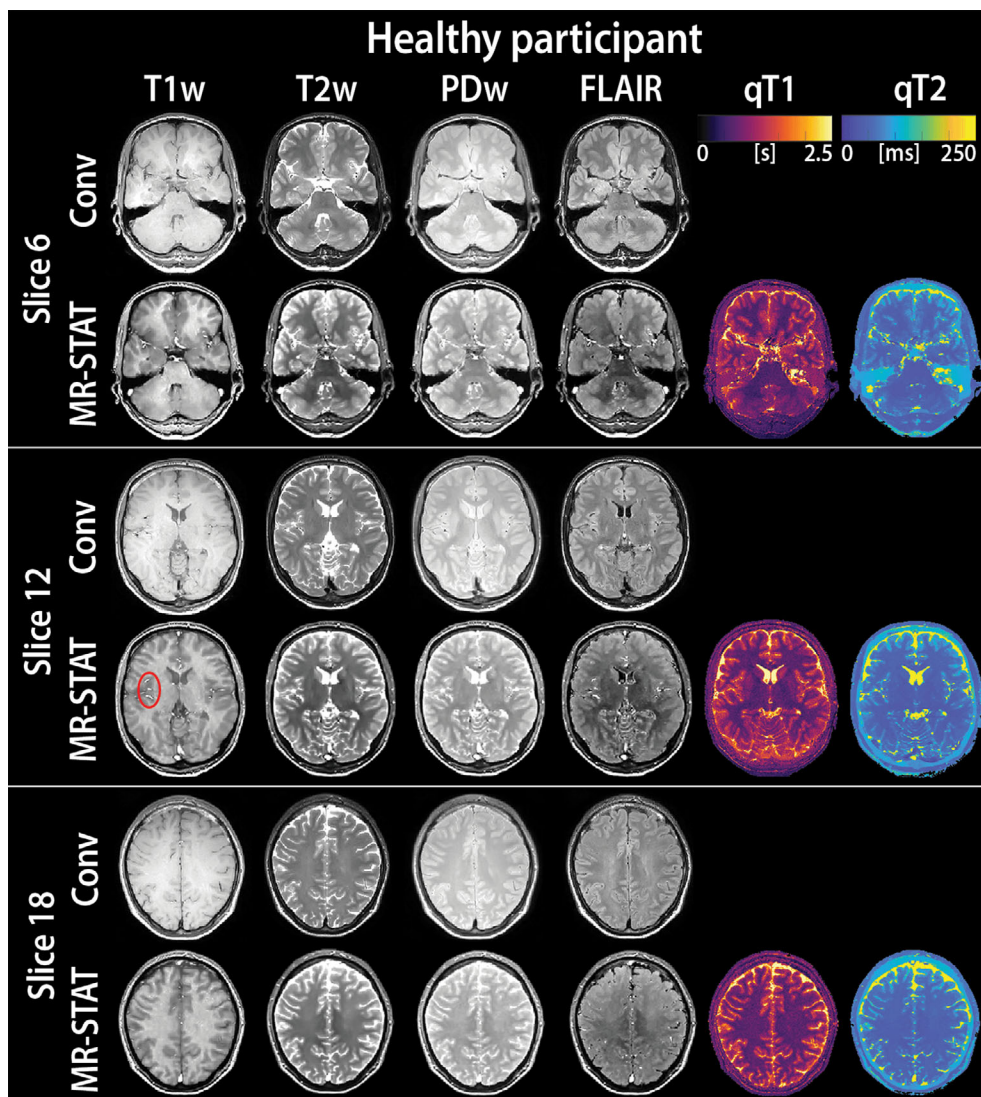 Healthy participant
T1w T2w PDw FLAIR qT1 qT2
0 [s] 2.5 0 [ms] 250
Slice 6
Conv
MR-STAT
Slice 12
Conv
MR-STAT
Slice 18
Conv
MR-STAT